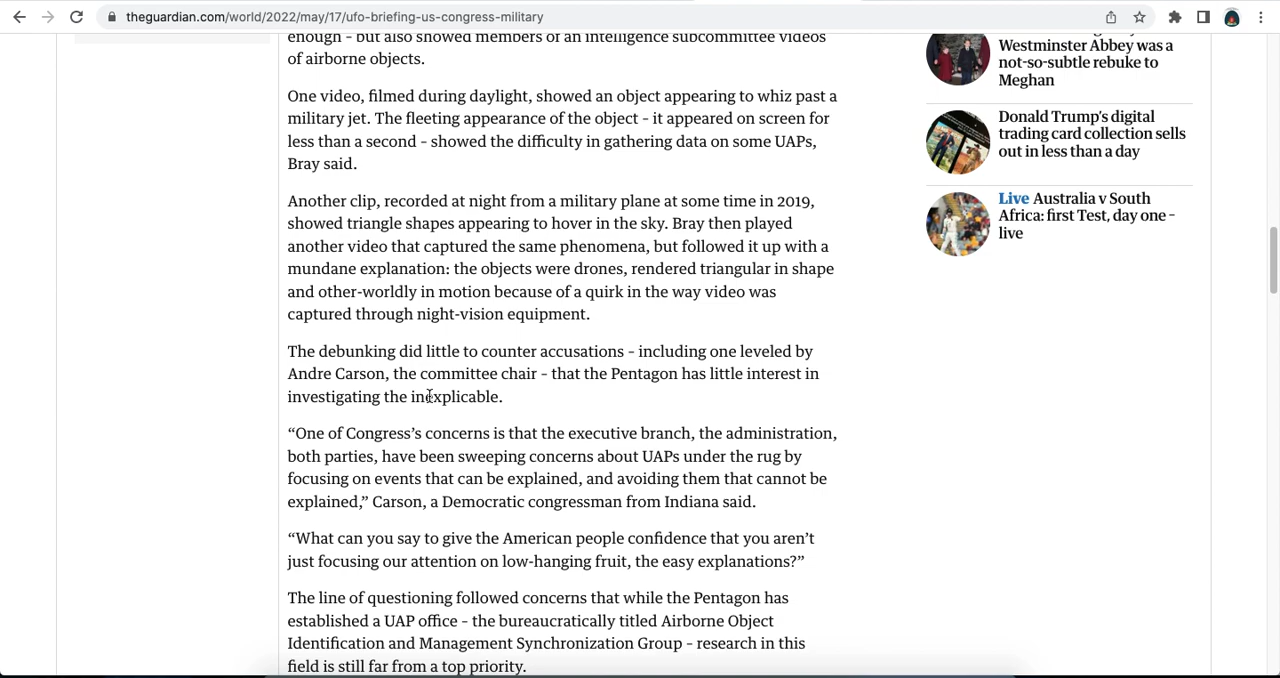 theguardian.com/world/2022/may/17/ufo-briefing-us-congress-military
enough – but also showed members of an intelligence subcommittee videos
of airborne objects.
One video, filmed during daylight, showed an object appearing to whiz past a
military jet. The fleeting appearance of the object – it appeared on screen for
less than a second – showed the difficulty in gathering data on some UAPs,
Bray said.
Another clip, recorded at night from a military plane at some time in 2019,
showed triangle shapes appearing to hover in the sky. Bray then played
another video that captured the same phenomena, but followed it up with a
mundane explanation: the objects were drones, rendered triangular in shape
and other-worldly in motion because of a quirk in the way video was
captured through night-vision equipment.
The debunking did little to counter accusations – including one leveled by
Andre Carson, the committee chair – that the Pentagon has little interest in
investigating the inexplicable.
“One of Congress’s concerns is that the executive branch, the administration,
both parties, have been sweeping concerns about UAPs under the rug by
focusing on events that can be explained, and avoiding them that cannot be
explained,” Carson, a Democratic congressman from Indiana said.
“What can you say to give the American people confidence that you aren’t
just focusing our attention on low-hanging fruit, the easy explanations?”
The line of questioning followed concerns that while the Pentagon has
established a UAP office – the bureaucratically titled Airborne Object
Identification and Management Synchronization Group – research in this
field is still far from a top priority.
Westminster Abbey was a
not-so-subtle rebuke to
Meghan
Donald Trump’s digital
trading card collection sells
out in less than a day
Live Australia v South
Africa: first Test, day one –
live